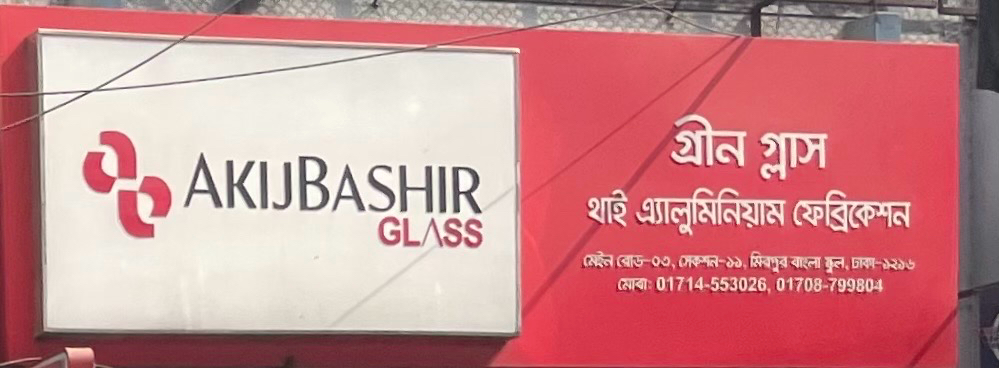 AKIJBASHIR
GLASS
গ্রীন গ্লাস
থাই এ্যালুমিনিয়াম ফেব্রিকেশন
মেইন রোড-০৩, সেকশন-১১, মিরপুর বাংলা স্কুল, ঢাকা-১২১৬
মোবা: 01714-553026, 01708-799804